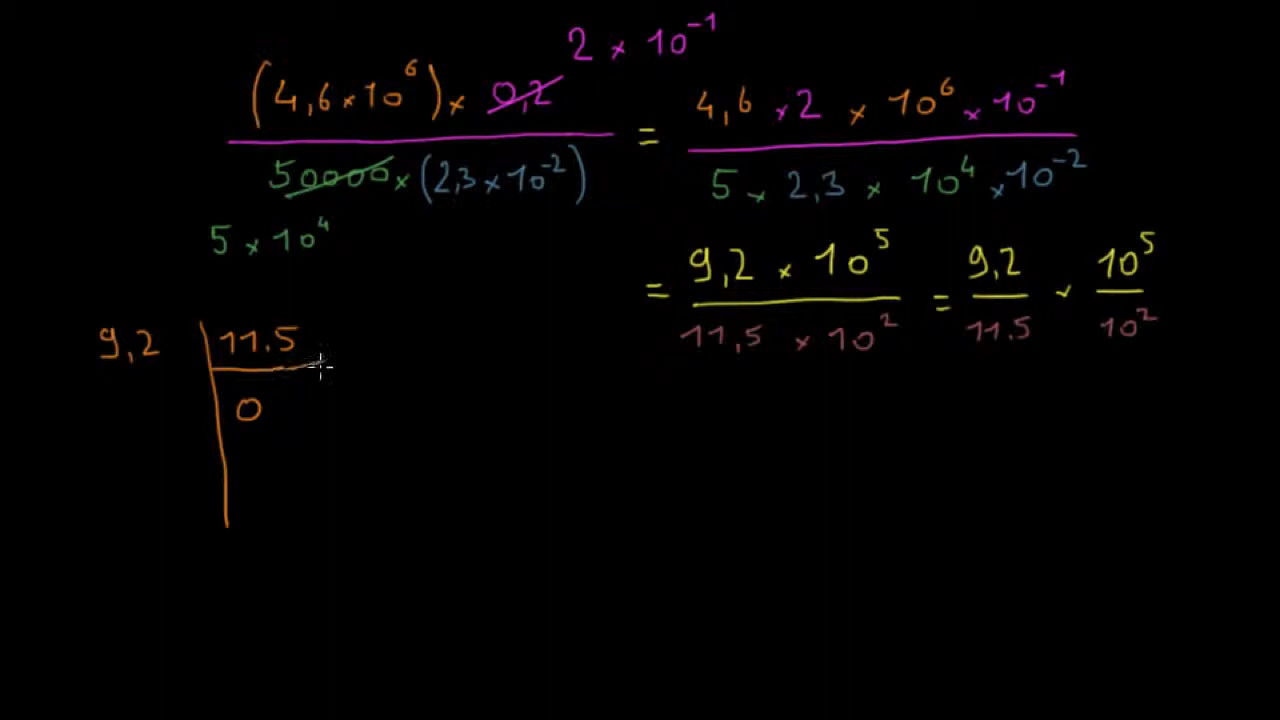 2 × 10⁻¹
(4,6 × 10⁶) × 0,2 / 50000 × (2,3 × 10⁻²) = 4,6 × 2 × 10⁶ × 10⁻¹ / 5 × 2,3 × 10⁴ × 10⁻²
5 × 10⁴
= 9,2 × 10⁵ / 11,5 × 10² = 9,2 / 11.5 · 10⁵ / 10²
9,2 | 11.5
0